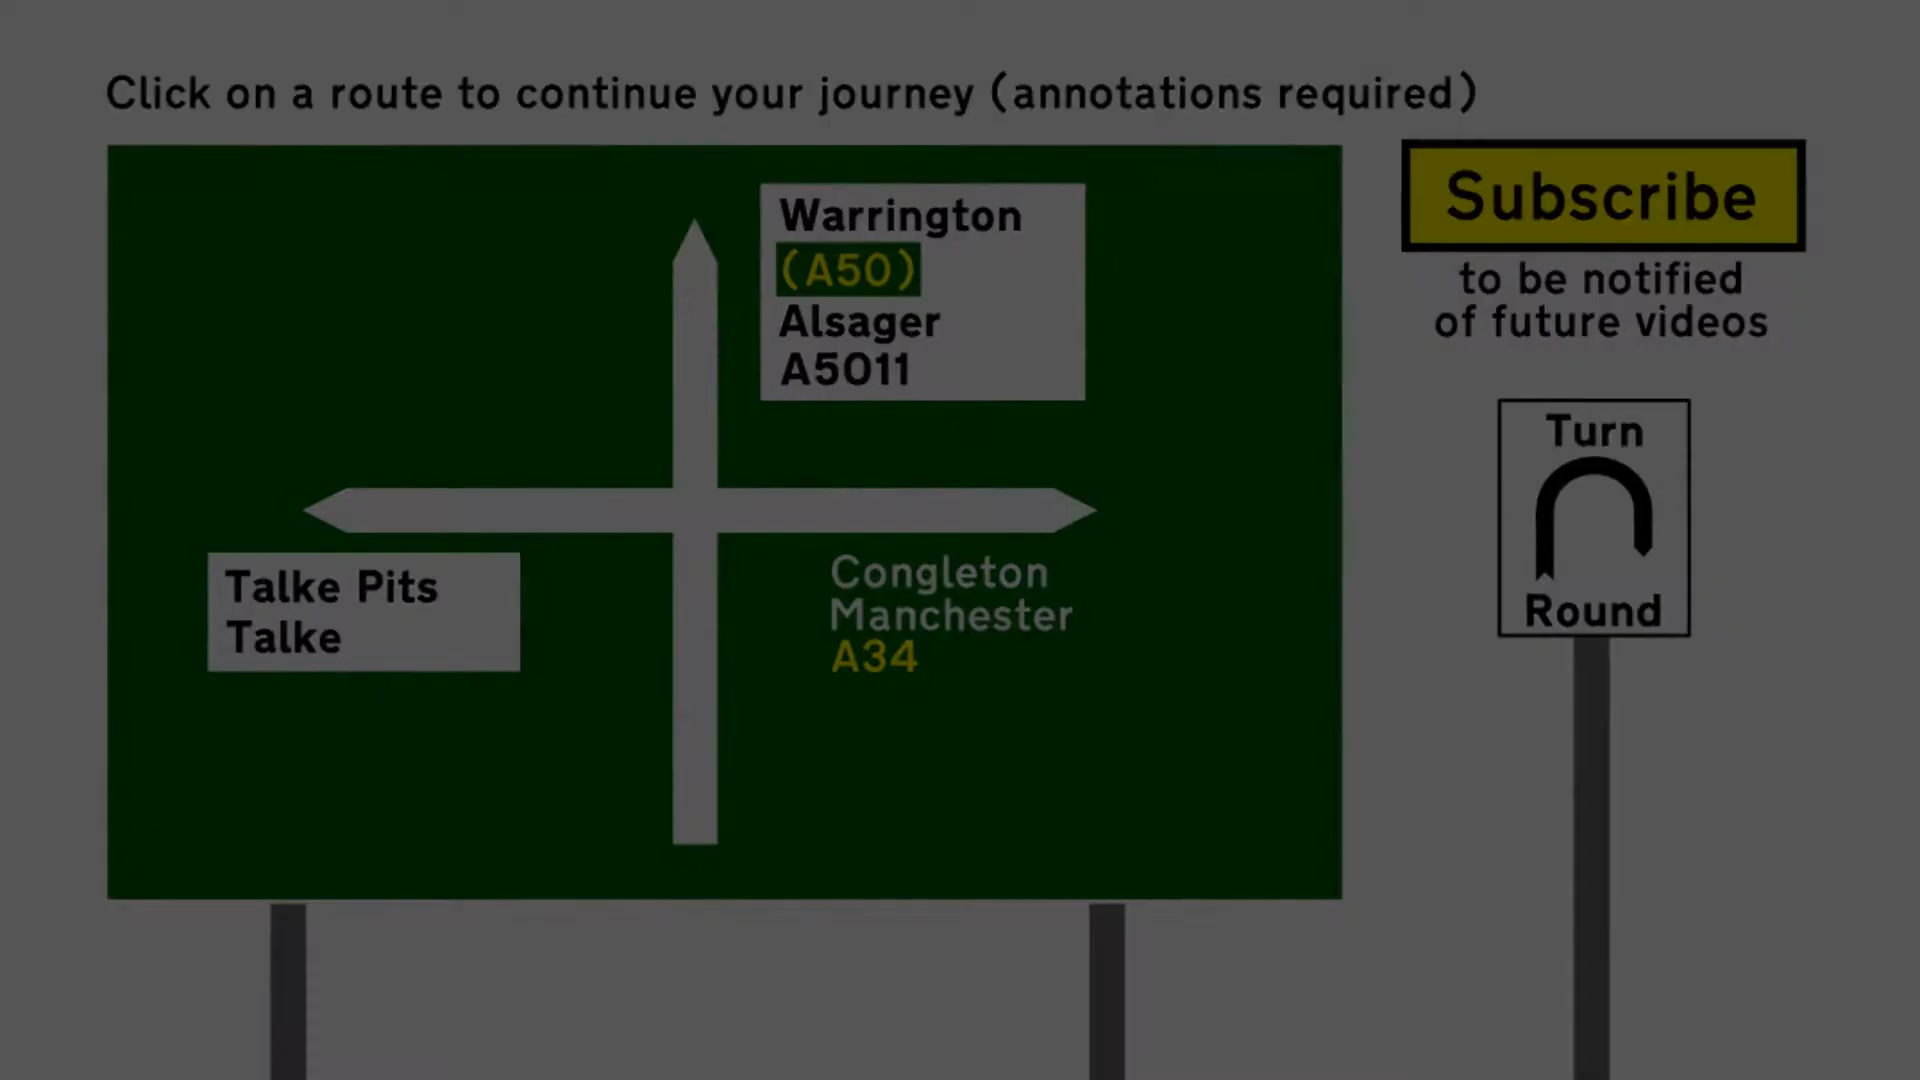 Click on a route to continue your journey (annotations required)
Warrington
(A50)
Alsager
A5011
Talke Pits
Talke
Congleton
Manchester
A34
Subscribe
to be notified
of future videos
Turn
Round